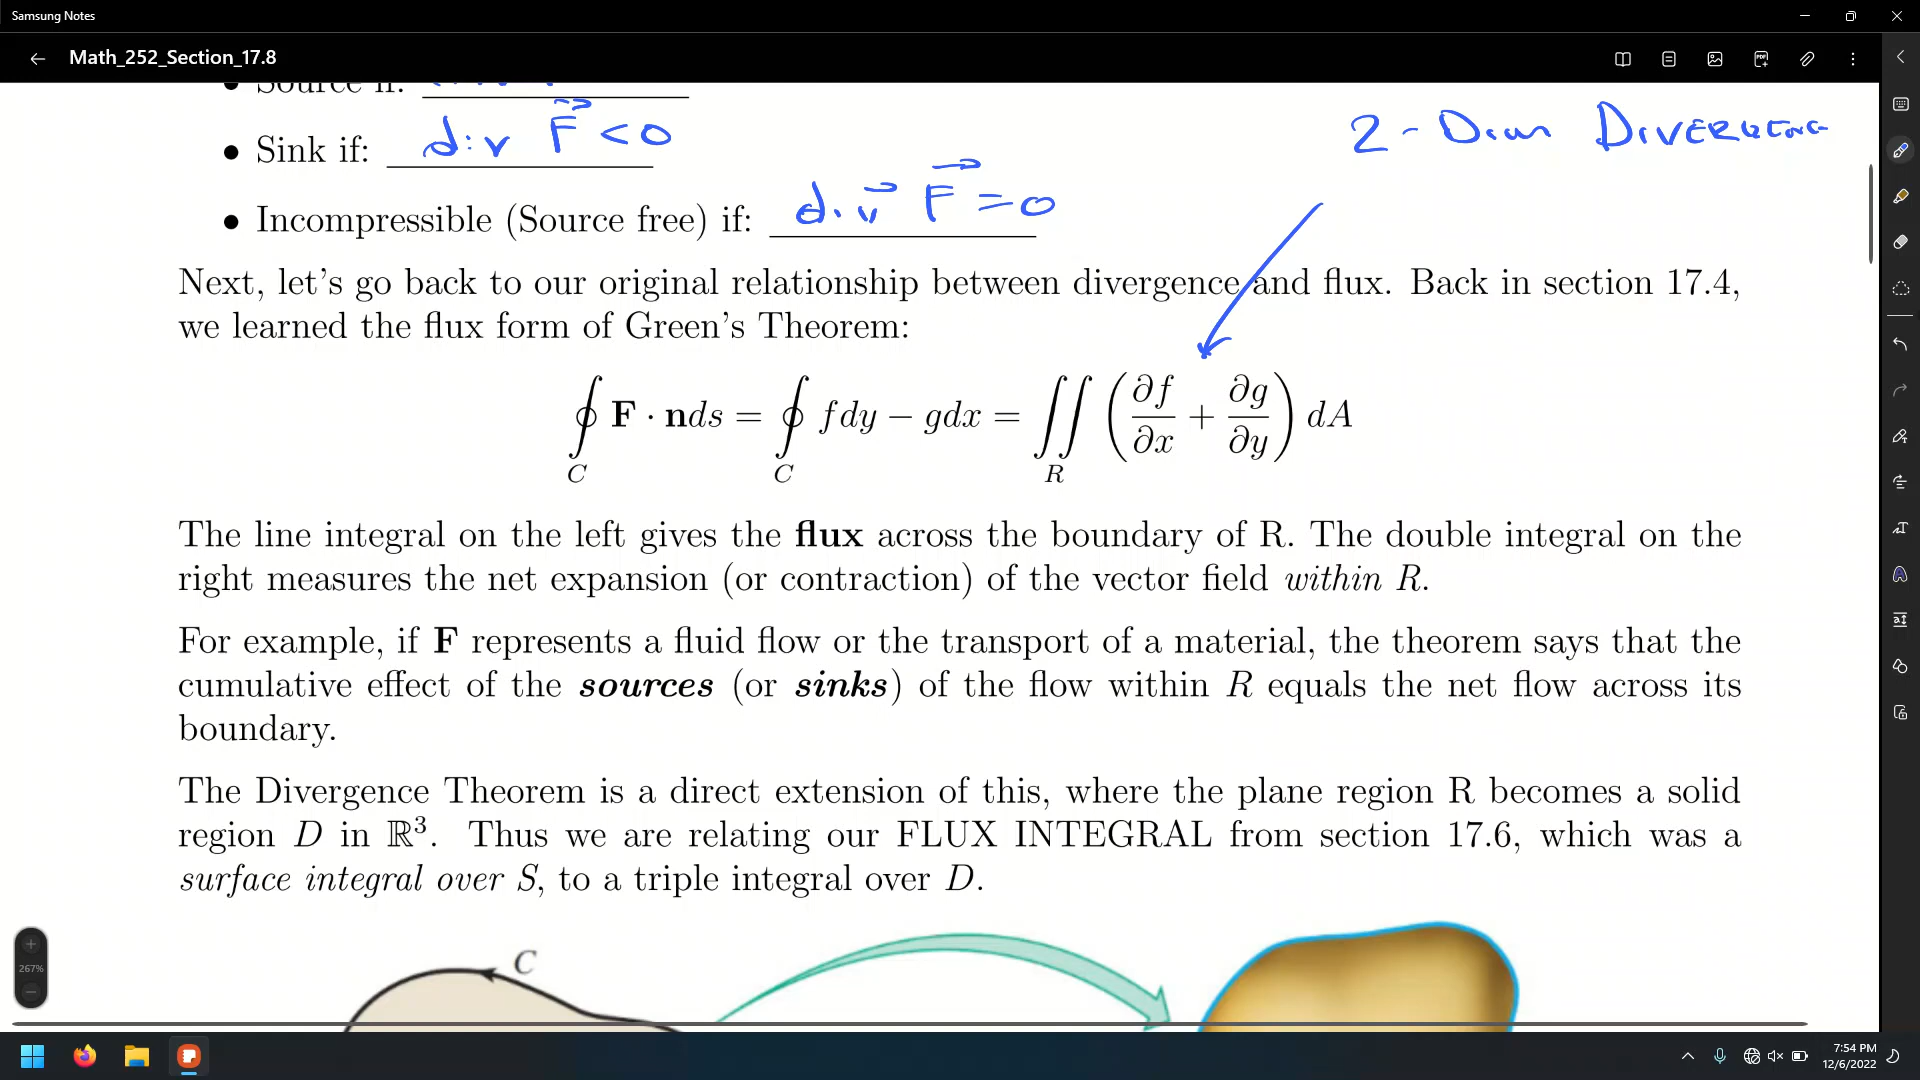 Samsung Notes
Math_252_Section_17.8
• Source if:
• Sink if: div F⃗ < 0
2-Dim DIVERGENCE
• Incompressible (Source free) if: div⃗ F⃗ = 0
Next, let's go back to our original relationship between divergence and flux. Back in section 17.4,
we learned the flux form of Green's Theorem:
∮_C F · nds = ∮_C fdy − gdx = ∬_R (∂f/∂x + ∂g/∂y) dA
The line integral on the left gives the flux across the boundary of R. The double integral on the
right measures the net expansion (or contraction) of the vector field within R.
For example, if F represents a fluid flow or the transport of a material, the theorem says that the
cumulative effect of the sources (or sinks) of the flow within R equals the net flow across its
boundary.
The Divergence Theorem is a direct extension of this, where the plane region R becomes a solid
region D in ℝ³. Thus we are relating our FLUX INTEGRAL from section 17.6, which was a
surface integral over S, to a triple integral over D.
C
267%
7:54 PM
12/6/2022